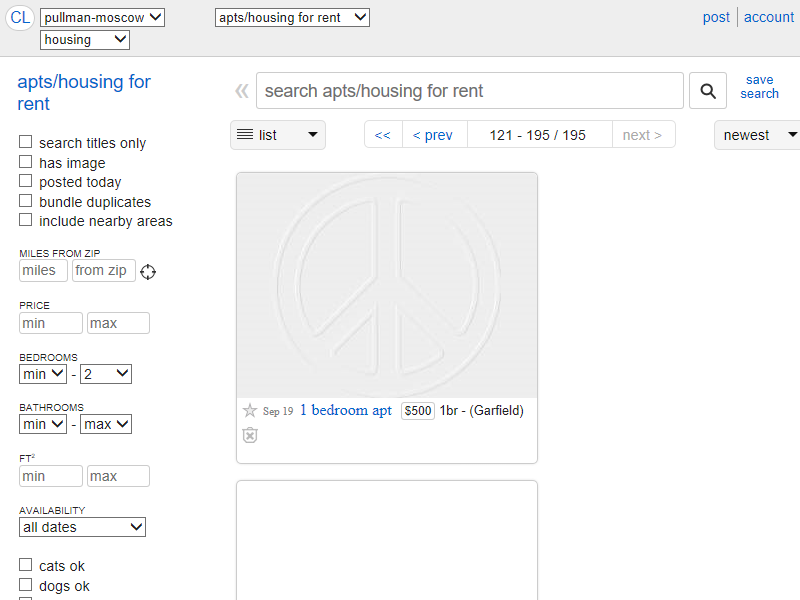 CL pullman-moscow apts/housing for rent post account
housing
apts/housing for rent
search titles only
has image
posted today
bundle duplicates
include nearby areas
MILES FROM ZIP
miles from zip
PRICE
min max
BEDROOMS
min - 2
BATHROOMS
min - max
FT²
min max
AVAILABILITY
all dates
cats ok
dogs ok
« search apts/housing for rent save search
list << < prev 121 - 195 / 195 next > newest
Sep 19 1 bedroom apt $500 1br - (Garfield)